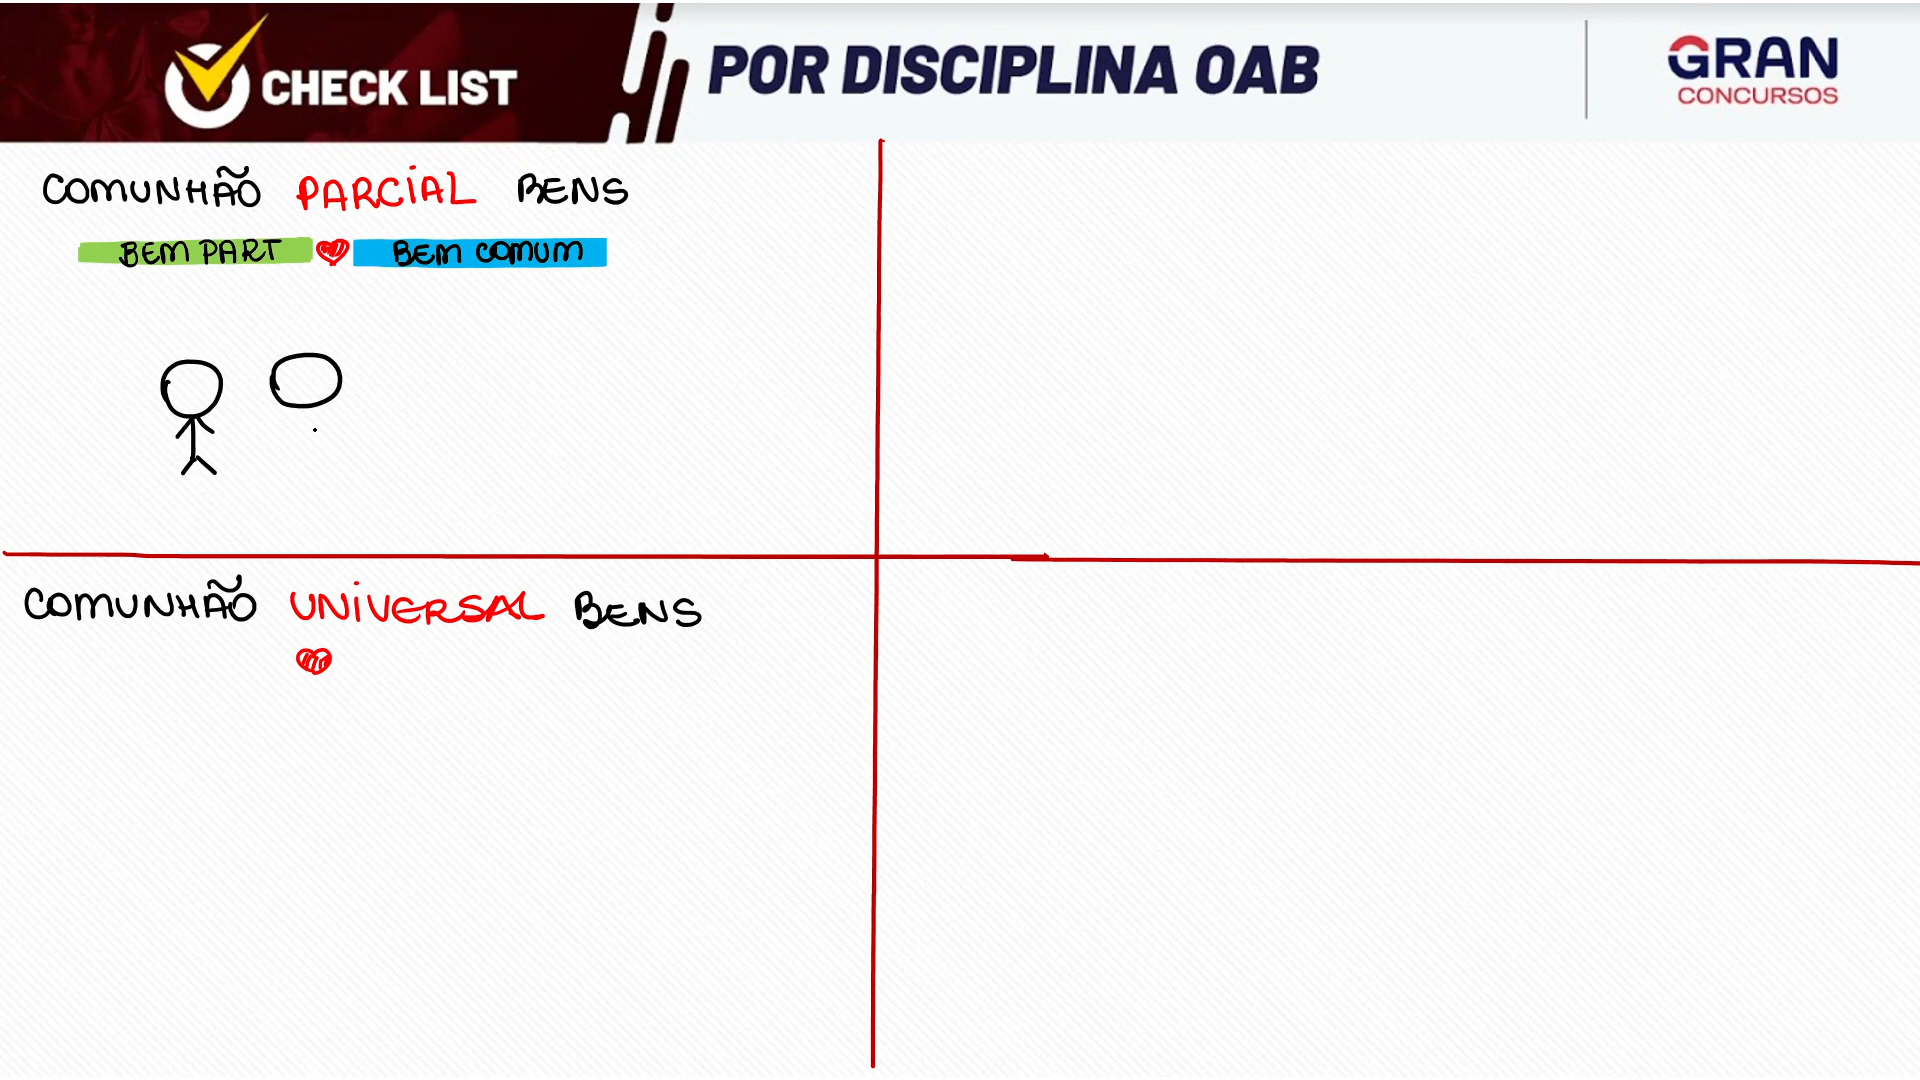 CHECK LIST
POR DISCIPLINA OAB
GRAN
CONCURSOS
COMUNHÃO PARCIAL BENS
BEM PART BEM COMUM
COMUNHÃO UNIVERSAL BENS